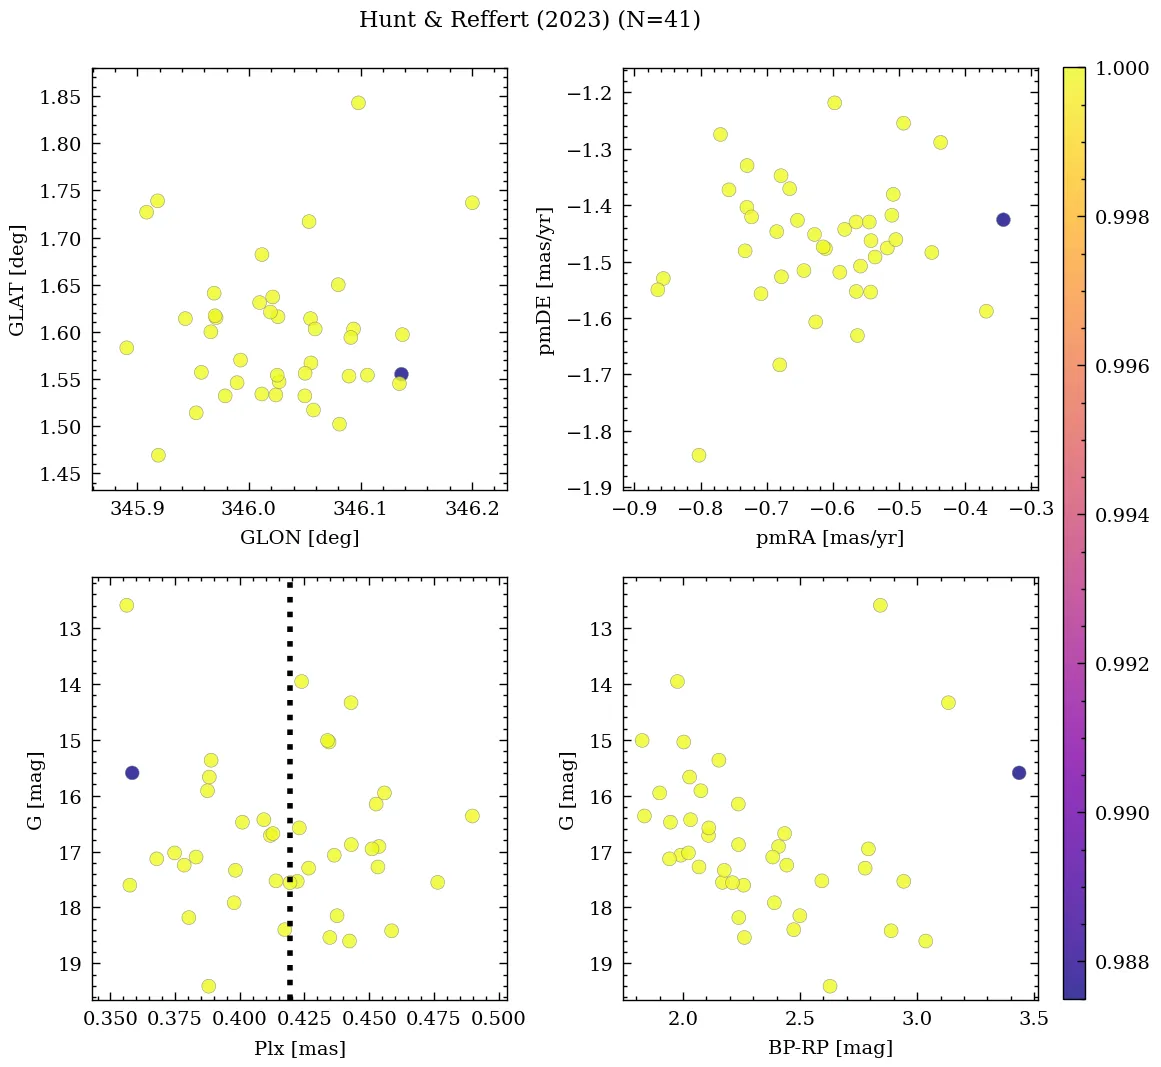 Hunt & Reffert (2023) (N=41)
1.85
1.80
1.75
1.70
1.65
1.60
1.55
1.50
1.45
GLAT [deg]
345.9 346.0 346.1 346.2
GLON [deg]
−1.2
−1.3
−1.4
−1.5
−1.6
−1.7
−1.8
−1.9
pmDE [mas/yr]
−0.9 −0.8 −0.7 −0.6 −0.5 −0.4 −0.3
pmRA [mas/yr]
1.000
0.998
0.996
0.994
0.992
0.990
0.988
13
14
15
16
17
18
19
G [mag]
0.350 0.375 0.400 0.425 0.450 0.475 0.500
Plx [mas]
13
14
15
16
17
18
19
G [mag]
2.0 2.5 3.0 3.5
BP-RP [mag]